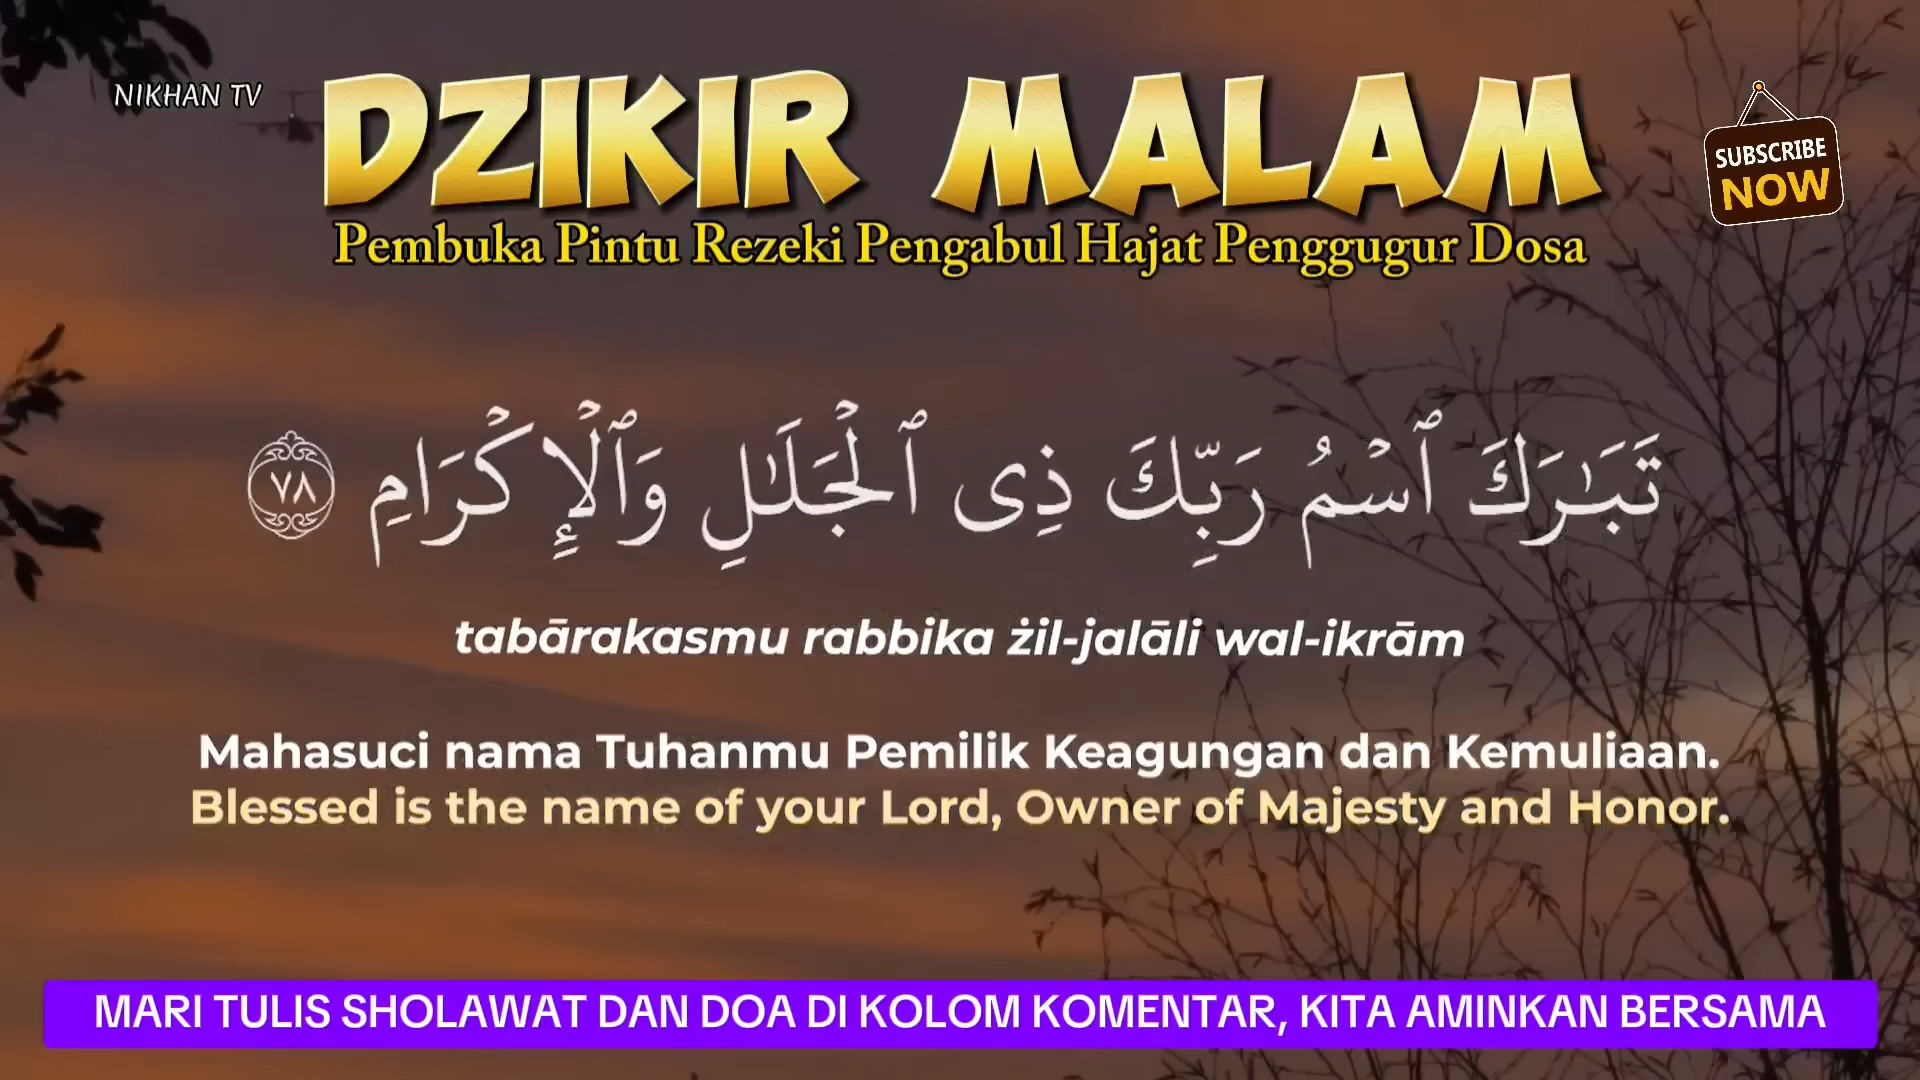 NIKHAN TV
DZIKIR MALAM
SUBSCRIBE
NOW
Pembuka Pintu Rezeki Pengabul Hajat Penggugur Dosa
تَبَـٰرَكَ ٱسْمُ رَبِّكَ ذِى ٱلْجَلَـٰلِ وَٱلْإِكْرَامِ ٧٨
tabārakasmu rabbika żil-jalāli wal-ikrām
Mahasuci nama Tuhanmu Pemilik Keagungan dan Kemuliaan.
Blessed is the name of your Lord, Owner of Majesty and Honor.
MARI TULIS SHOLAWAT DAN DOA DI KOLOM KOMENTAR, KITA AMINKAN BERSAMA